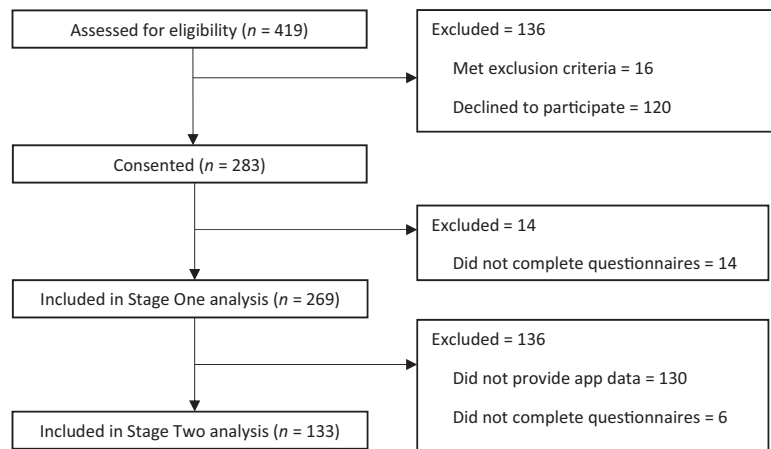 Assessed for eligibility (n = 419)
Excluded = 136
Met exclusion criteria = 16
Declined to participate = 120
Consented (n = 283)
Excluded = 14
Did not complete questionnaires = 14
Included in Stage One analysis (n = 269)
Excluded = 136
Did not provide app data = 130
Did not complete questionnaires = 6
Included in Stage Two analysis (n = 133)